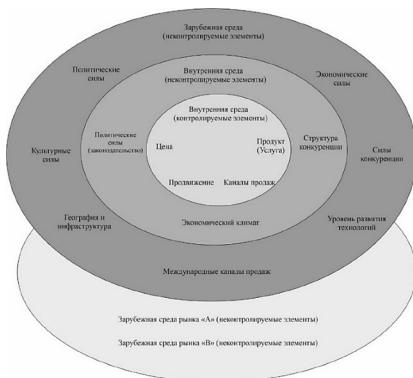 Зарубежная среда
(неконтролируемые элементы)
Политические
силы
Экономические
силы
Внутренняя среда
(неконтролируемые элементы)
Внутренняя среда
(контролируемые элементы)
Культурные
силы
Политические
силы
(законодательство)
Цена
Продукт
(Услуга)
Структура
конкуренции
Силы
конкуренции
Продвижение
Каналы продаж
География и
инфраструктура
Экономический климат
Уровень развития
технологий
Международные каналы продаж
Зарубежная среда рынка «А» (неконтролируемые элементы)
Зарубежная среда рынка «В» (неконтролируемые элементы)